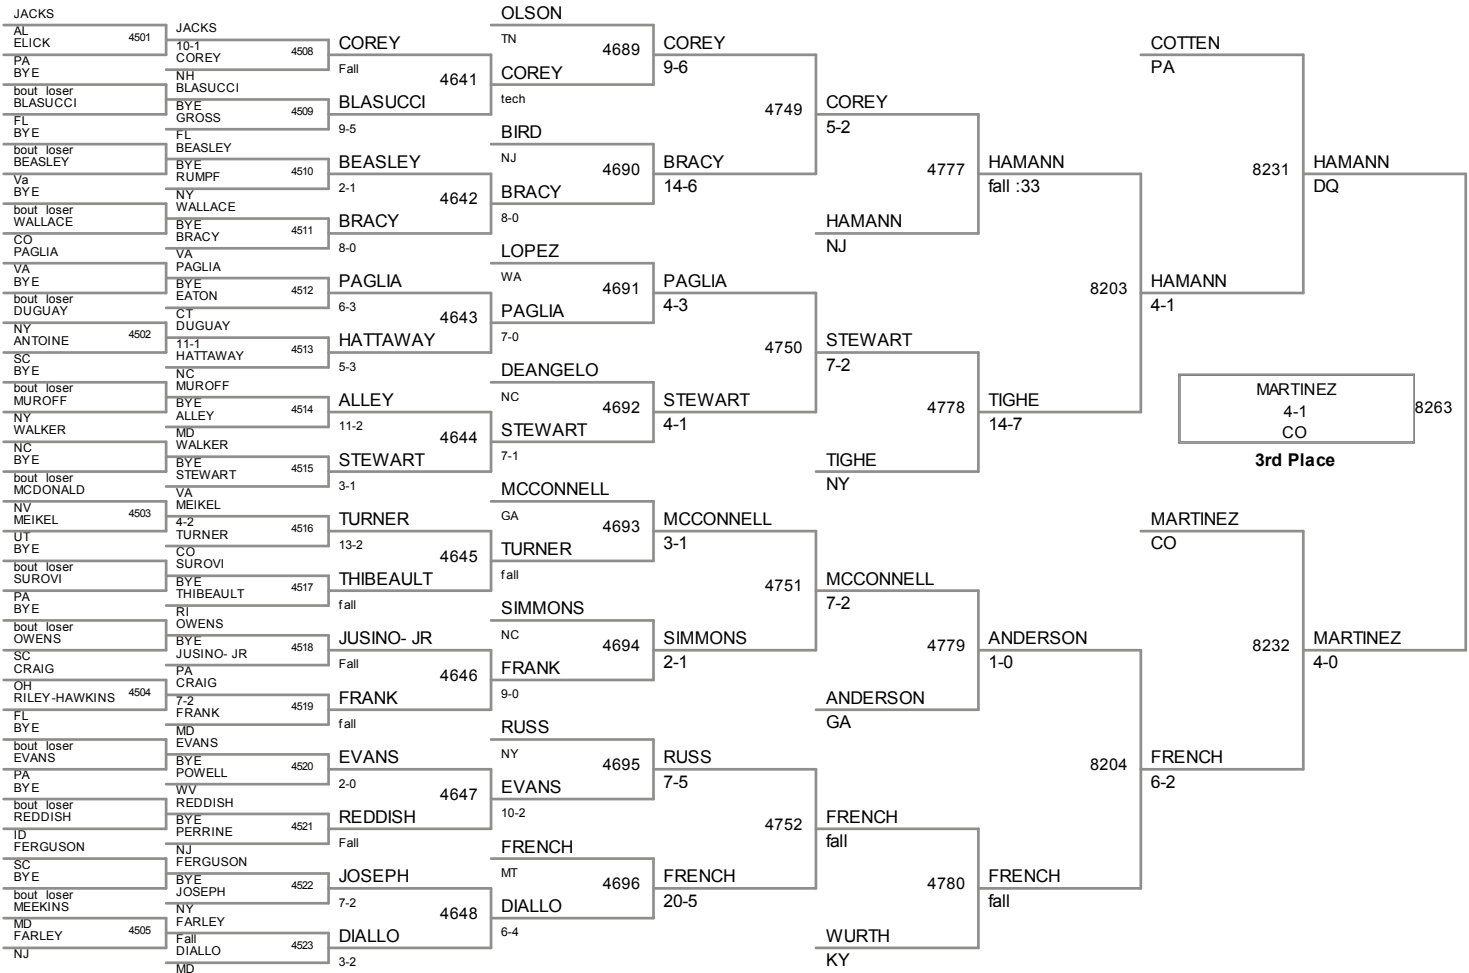 JACKS
AL
ELICK
4501
PA
BYE
bout loser
BLASUCCI
FL
BYE
bout loser
BEASLEY
Va
BYE
bout loser
WALLACE
CO
PAGLIA
VA
BYE
bout loser
DUGUAY
NY
ANTOINE
4502
SC
BYE
bout loser
MUROFF
NY
WALKER
NC
BYE
bout loser
MCDONALD
NV
MEIKEL
4503
UT
BYE
bout loser
SUROVI
PA
BYE
bout loser
OWENS
SC
CRAIG
OH
RILEY-HAWKINS
4504
FL
BYE
bout loser
EVANS
PA
BYE
bout loser
REDDISH
ID
FERGUSON
SC
BYE
bout loser
MEEKINS
MD
FARLEY
4505
NJ
JACKS
10-1
COREY
4508
NH
BLASUCCI
BYE
GROSS
4509
FL
BEASLEY
BYE
RUMPF
4510
NY
WALLACE
BYE
BRACY
4511
VA
PAGLIA
BYE
EATON
4512
CT
DUGUAY
11-1
HATTAWAY
4513
NC
MUROFF
BYE
ALLEY
4514
MD
WALKER
BYE
STEWART
4515
VA
MEIKEL
4-2
TURNER
4516
CO
SUROVI
BYE
THIBEAULT
4517
RI
OWENS
BYE
JUSINO- JR
4518
PA
CRAIG
7-2
FRANK
4519
MD
EVANS
BYE
POWELL
4520
WV
REDDISH
BYE
PERRINE
4521
NJ
FERGUSON
BYE
JOSEPH
4522
NY
FARLEY
Fall
DIALLO
4523
MD
COREY
Fall
4641
BLASUCCI
9-5
BEASLEY
2-1
4642
BRACY
8-0
PAGLIA
6-3
4643
HATTAWAY
5-3
ALLEY
11-2
4644
STEWART
3-1
TURNER
13-2
4645
THIBEAULT
fall
JUSINO- JR
Fall
4646
FRANK
fall
EVANS
2-0
4647
REDDISH
Fall
JOSEPH
7-2
4648
DIALLO
3-2
OLSON
TN
4689
COREY
tech
BIRD
NJ
4690
BRACY
8-0
LOPEZ
WA
4691
PAGLIA
7-0
DEANGELO
NC
4692
STEWART
7-1
MCCONNELL
GA
4693
TURNER
fall
SIMMONS
NC
4694
FRANK
9-0
RUSS
NY
4695
EVANS
10-2
FRENCH
MT
4696
DIALLO
6-4
COREY
9-6
4749
BRACY
14-6
PAGLIA
4-3
4750
STEWART
4-1
MCCONNELL
3-1
4751
SIMMONS
2-1
RUSS
7-5
4752
FRENCH
20-5
COREY
5-2
4777
HAMANN
NJ
STEWART
7-2
4778
TIGHE
NY
MCCONNELL
7-2
4779
ANDERSON
GA
FRENCH
fall
4780
WURTH
KY
HAMANN
fall :33
8203
TIGHE
14-7
ANDERSON
1-0
8204
FRENCH
fall
COTTEN
PA
8231
HAMANN
4-1
MARTINEZ
CO
8232
FRENCH
6-2
HAMANN
DQ
8263
MARTINEZ
4-0
MARTINEZ
4-1
CO
3rd Place